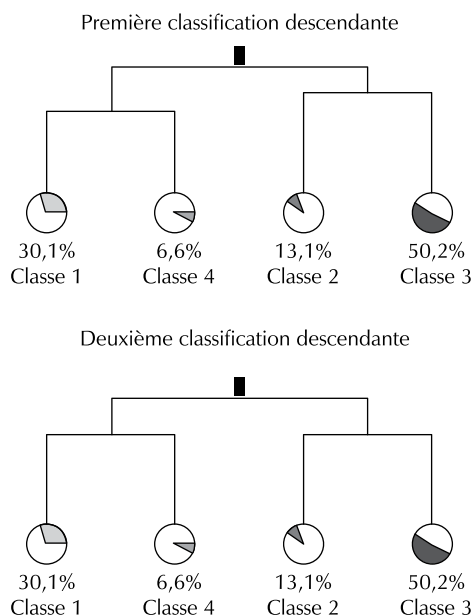 Première classification descendante
30,1% 6,6% 13,1% 50,2%
Classe 1 Classe 4 Classe 2 Classe 3
Deuxième classification descendante
30,1% 6,6% 13,1% 50,2%
Classe 1 Classe 4 Classe 2 Classe 3